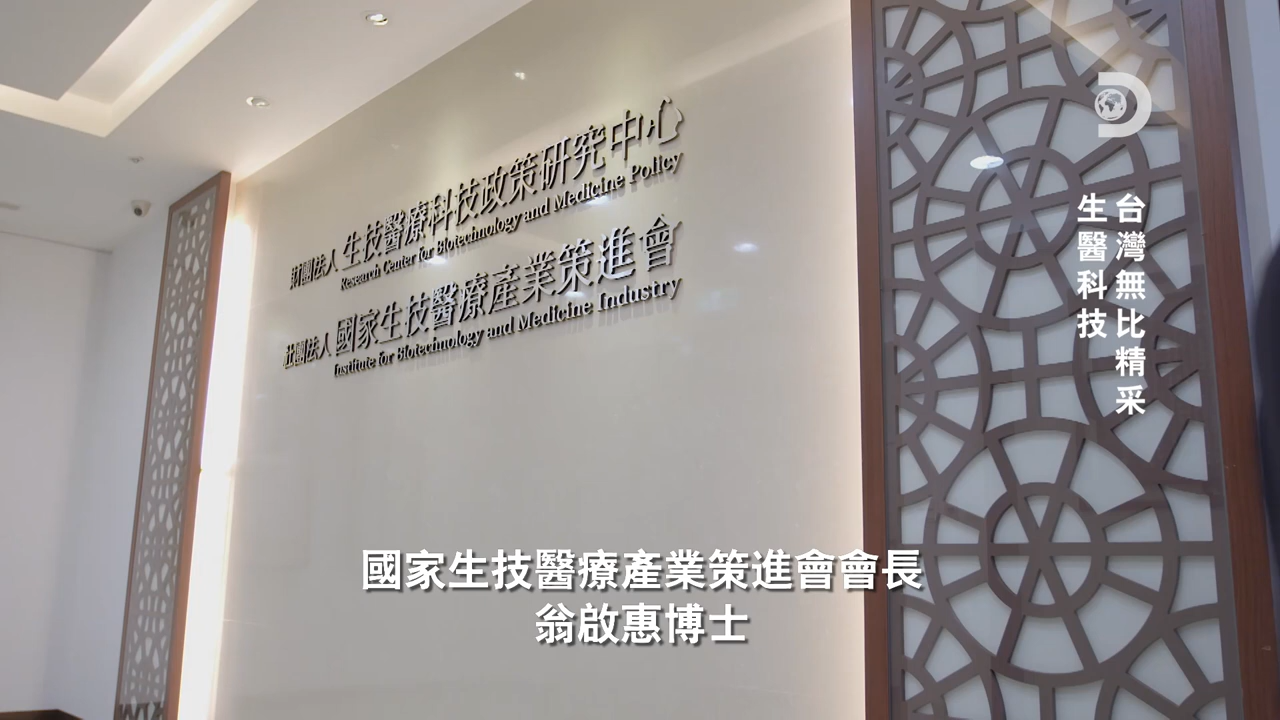 財團法人 生技醫療科技政策研究中心
Research Center for Biotechnology and Medicine Policy
社團法人 國家生技醫療產業策進會
Institute for Biotechnology and Medicine Industry
台灣無比精采
生醫科技
國家生技醫療產業策進會會長
翁啟惠博士